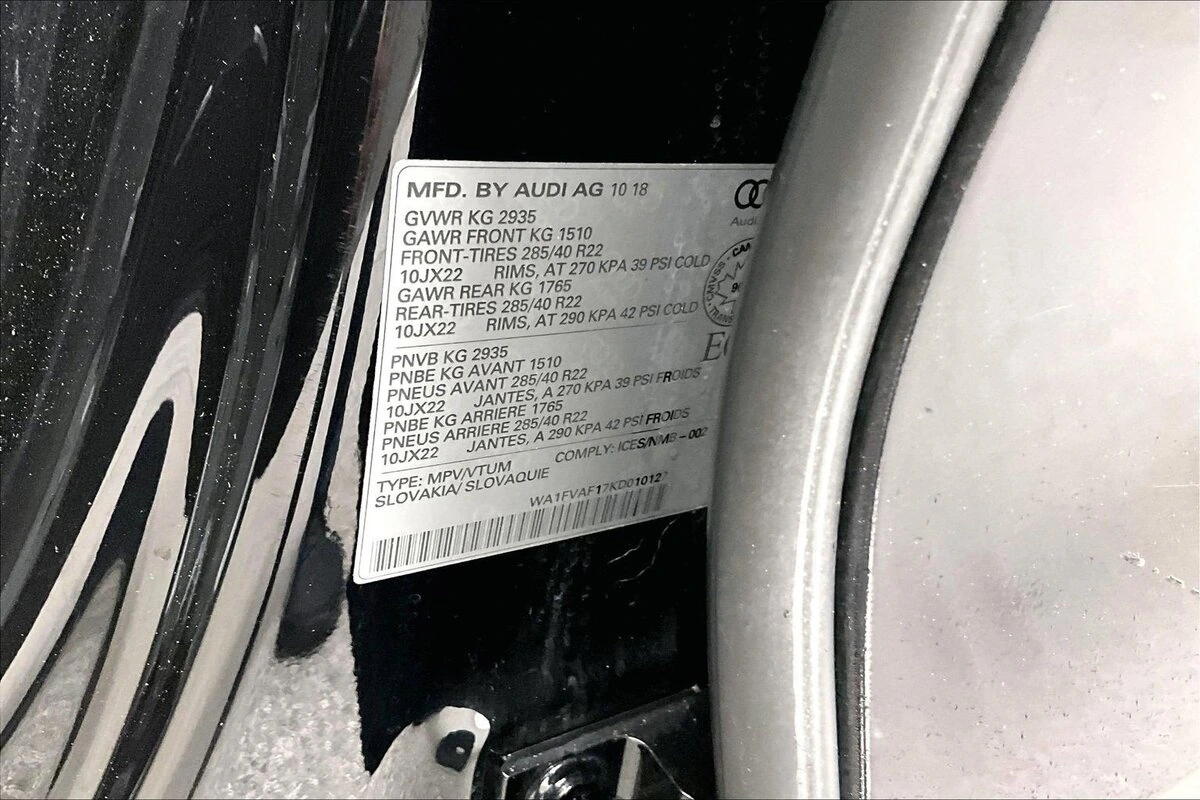 MFD. BY AUDI AG 10 18
Audi
GVWR KG 2935
GAWR FRONT KG 1510
FRONT-TIRES 285/40 R22
10JX22 RIMS, AT 270 KPA 39 PSI COLD
GAWR REAR KG 1765
REAR-TIRES 285/40 R22
10JX22 RIMS, AT 290 KPA 42 PSI COLD
CMVSS
PNVB KG 2935
PNBE KG AVANT 1510
PNEUS AVANT 285/40 R22
10JX22 JANTES, A 270 KPA 39 PSI FROIDS
PNBE KG ARRIERE 1765
PNEUS ARRIERE 285/40 R22
10JX22 JANTES, A 290 KPA 42 PSI FROIDS
TYPE: MPV/VTUM COMPLY: ICES/NMB-002
SLOVAKIA/ SLOVAQUIE
WA1FVAF17KD01012